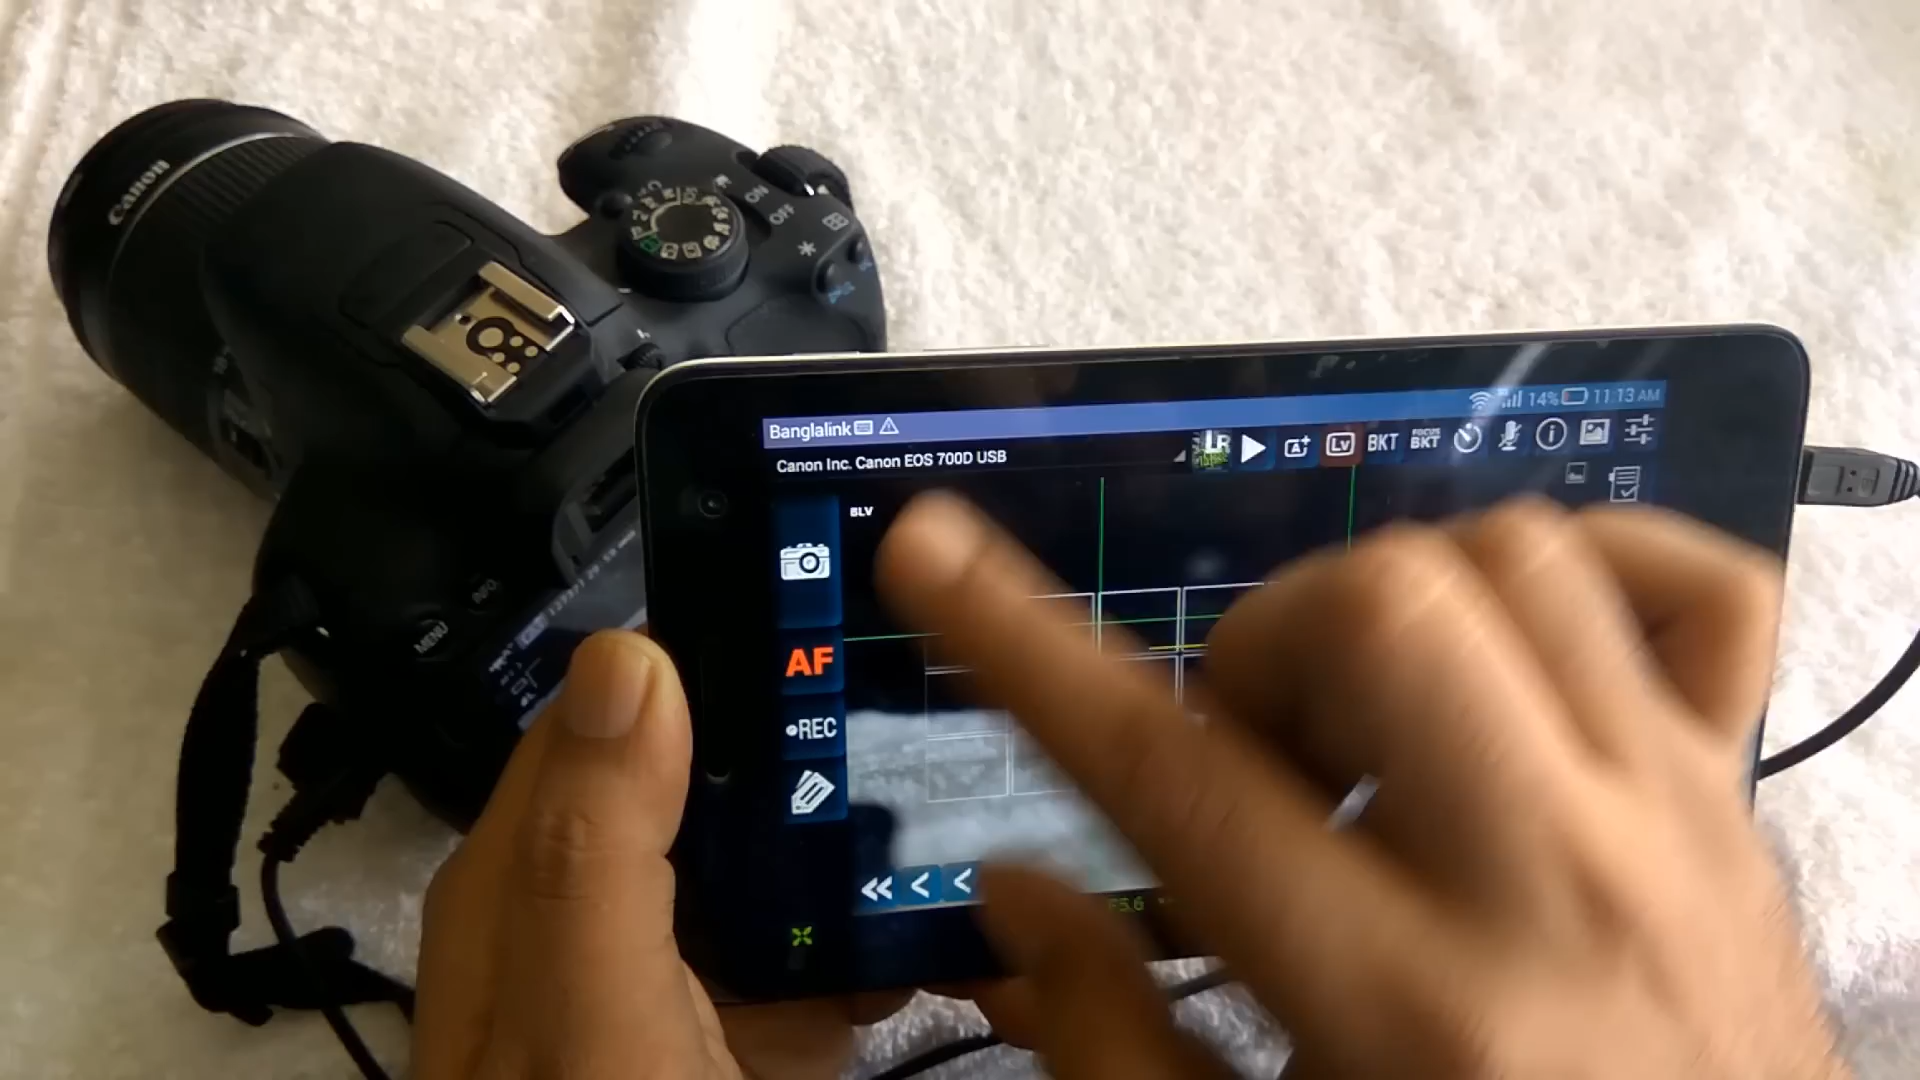 Canon
ON
OFF
INFO
MENU
Banglalink
14%
11:13 AM
Canon Inc. Canon EOS 700D USB
LR
A+
Lv
BKT
FOCUS
BKT
BLV
AF
REC
F5.6